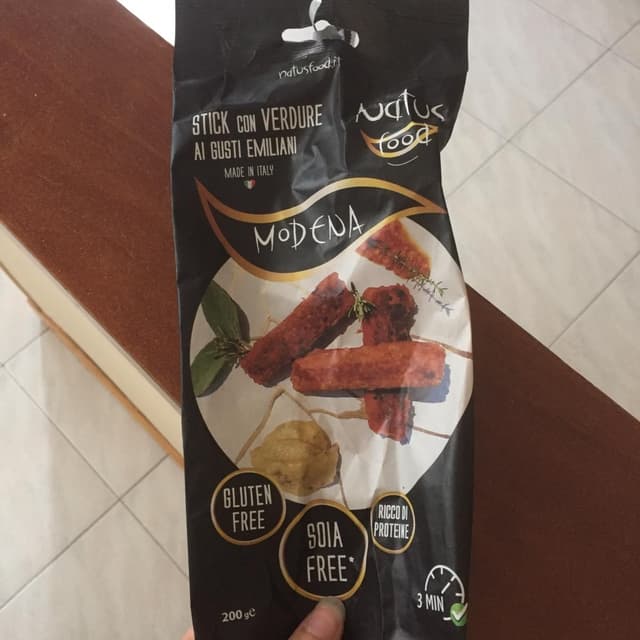 natusfood.it
STICK CON VERDURE
AI GUSTI EMILIANI
MADE IN ITALY
Natus
food
MODENA
GLUTEN
FREE
SOIA
FREE*
RICCO DI
PROTEINE
3 MIN
200 g e